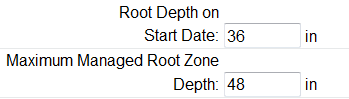 Root Depth on
Start Date: 36 in
Maximum Managed Root Zone
Depth: 48 in